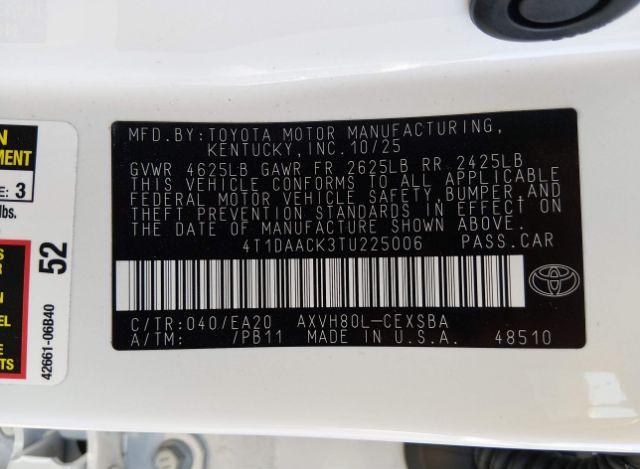 MFD.BY:TOYOTA MOTOR MANUFACTURING,
KENTUCKY,INC.10/25
GVWR 4625LB GAWR FR 2625LB RR 2425LB
THIS VEHICLE CONFORMS TO ALL APPLICABLE
FEDERAL MOTOR VEHICLE SAFETY,BUMPER,AND
THEFT PREVENTION STANDARDS IN EFFECT ON
THE DATE OF MANUFACTURE SHOWN ABOVE.
4T1DAACK3TU225006 PASS.CAR
C/TR:040/EA20 AXVH80L-CEXSBA
A/TM: /PB11 MADE IN U.S.A. 48510
E: 3
lbs.
52
42661-06B40